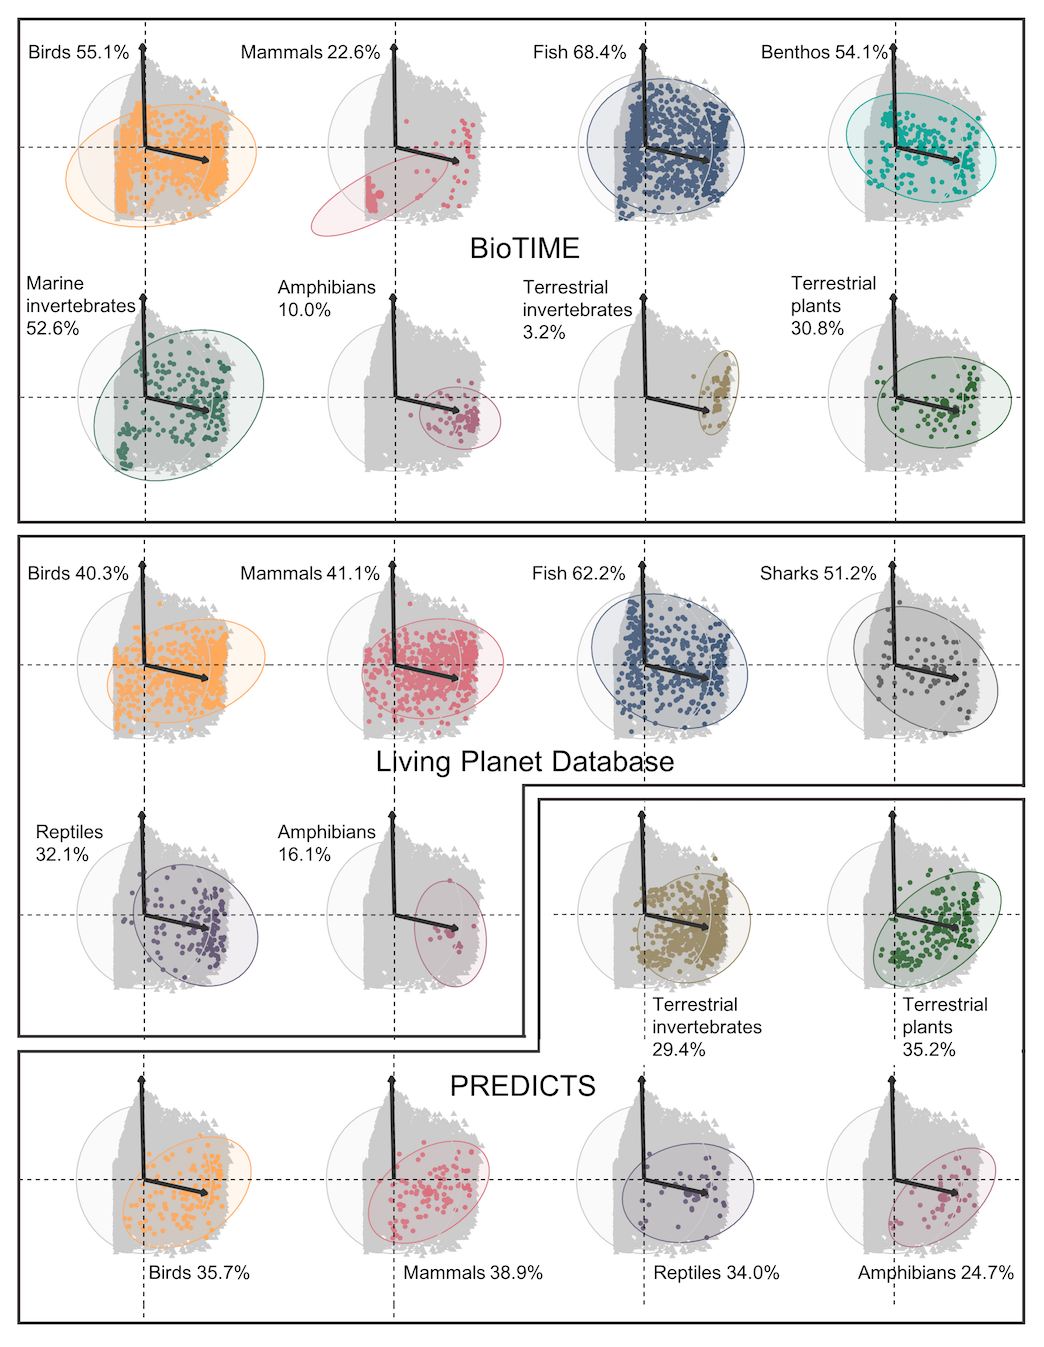 Birds 55.1%
Mammals 22.6%
Fish 68.4%
Benthos 54.1%
BioTIME
Marine
invertebrates
52.6%
Amphibians
10.0%
Terrestrial
invertebrates
3.2%
Terrestrial
plants
30.8%
Birds 40.3%
Mammals 41.1%
Fish 62.2%
Sharks 51.2%
Living Planet Database
Reptiles
32.1%
Amphibians
16.1%
Terrestrial
invertebrates
29.4%
Terrestrial
plants
35.2%
PREDICTS
Birds 35.7%
Mammals 38.9%
Reptiles 34.0%
Amphibians 24.7%